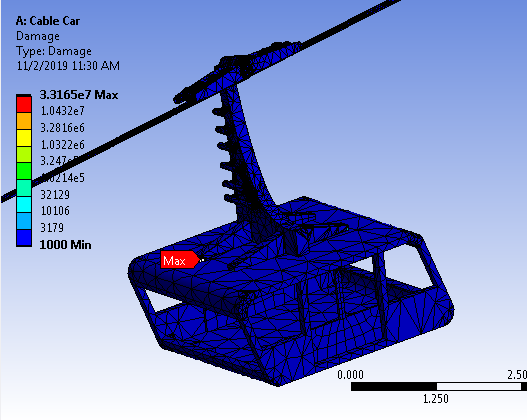 A: Cable Car
Damage
Type: Damage
11/2/2019 11:30 AM
3.3165e7 Max
1.0432e7
3.2816e6
1.0322e6
32129
10106
3179
1000 Min
Max
0.000
2.50
1.250